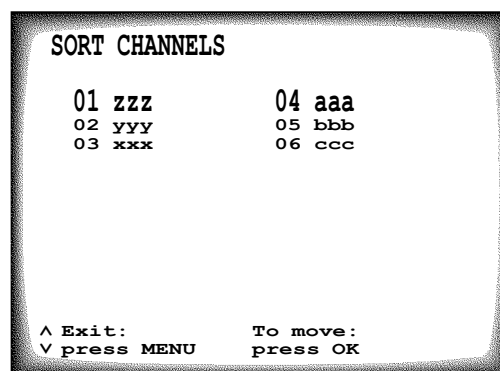 SORT CHANNELS
01 zzz 04 aaa
02 yyy 05 bbb
03 xxx 06 ccc
^ Exit: To move:
v press MENU press OK